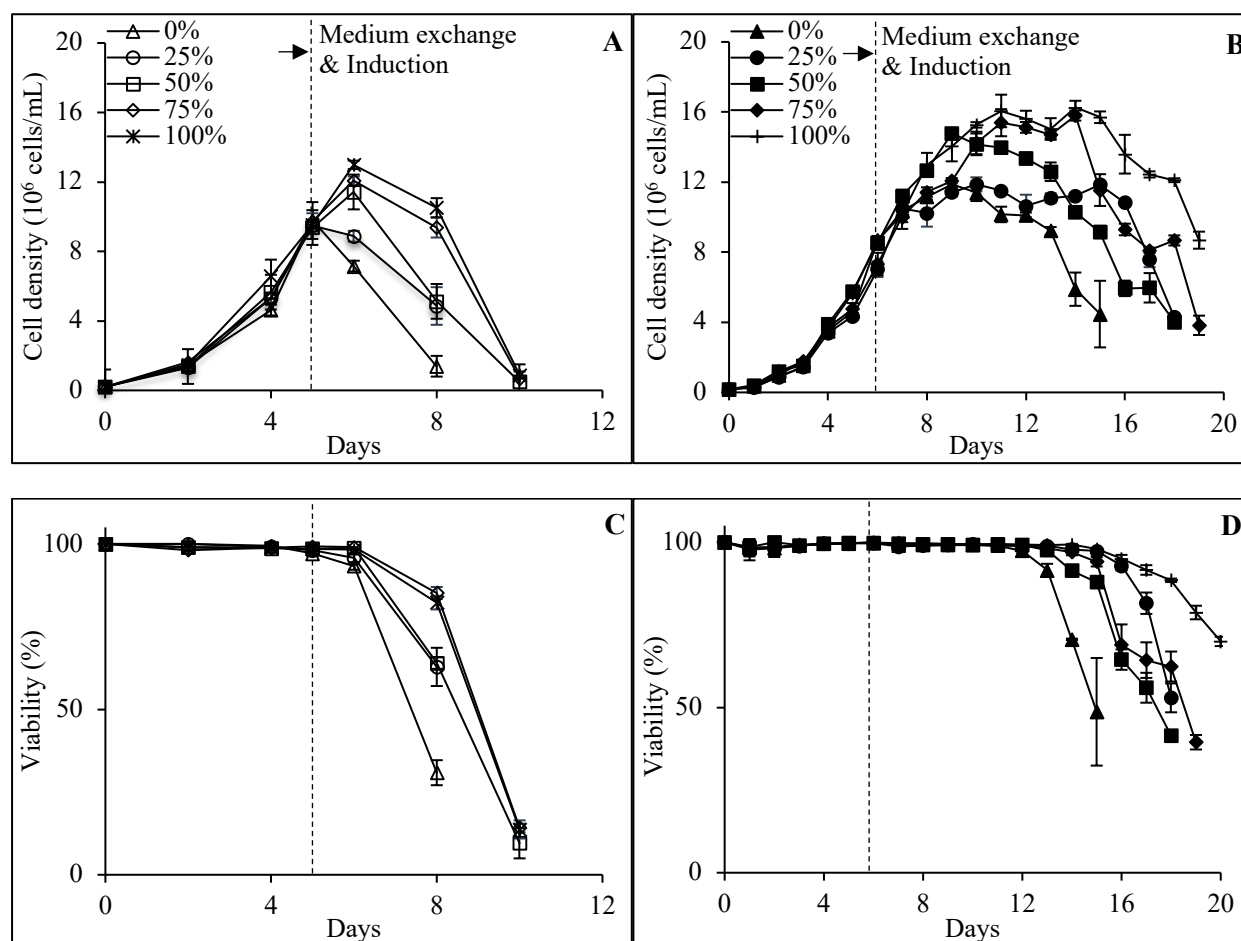 A
20
16
12
8
4
0
Cell density (10⁶ cells/mL)
0%
25%
50%
75%
100%
Medium exchange
& Induction
0 4 8 12
Days
B
20
16
12
8
4
0
Cell density (10⁶ cells/mL)
0%
25%
50%
75%
100%
Medium exchange
& Induction
0 4 8 12 16 20
Days
C
100
50
0
Viability (%)
0 4 8 12
Days
D
100
50
0
Viability (%)
0 4 8 12 16 20
Days